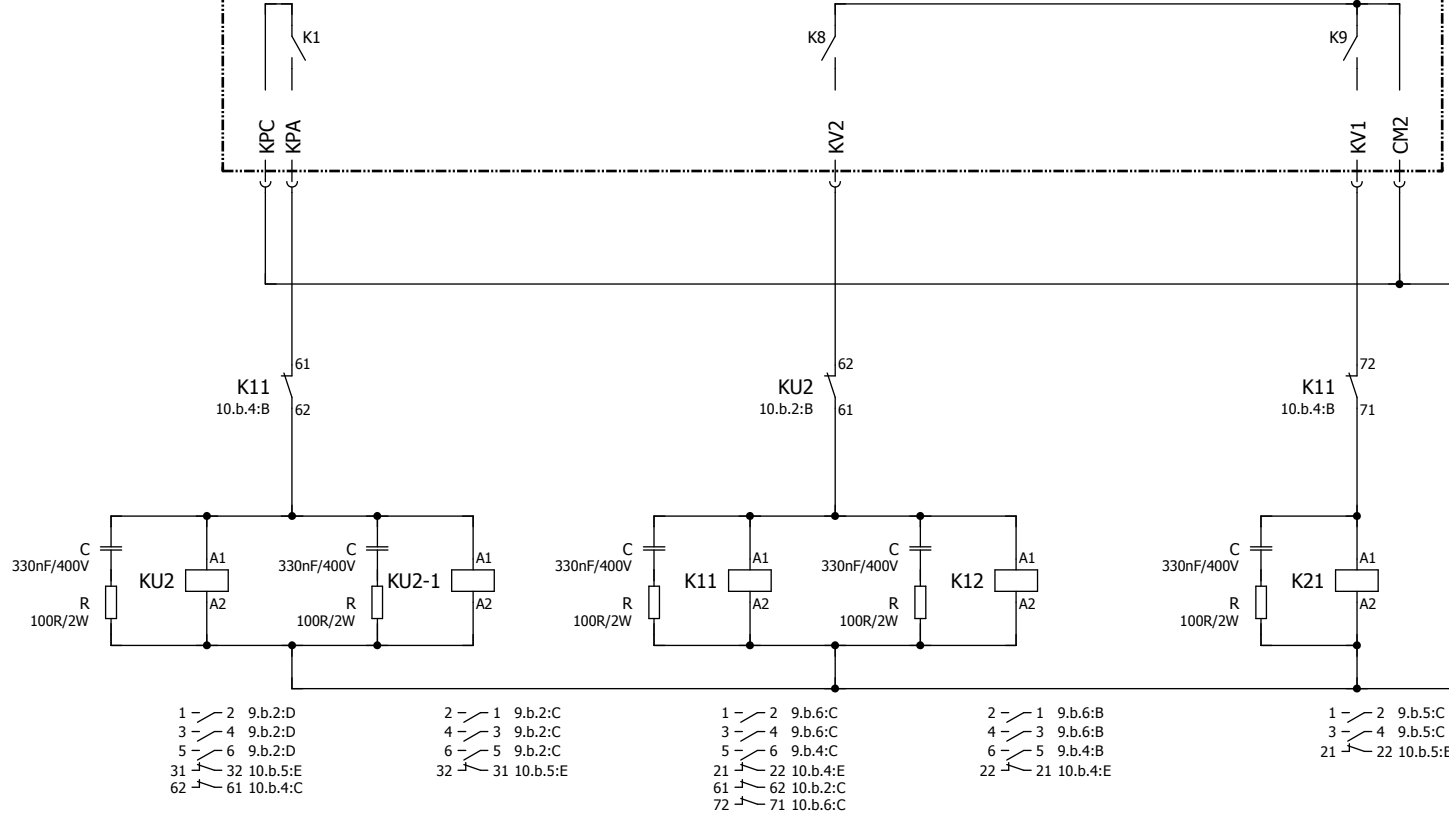 K1
K8
K9
KPC
KPA
KV2
KV1
CM2
61
K11
10.b.4:B
62
62
KU2
10.b.2:B
61
72
K11
10.b.4:B
71
C
330nF/400V
R
100R/2W
KU2
A1
A2
C
330nF/400V
R
100R/2W
KU2-1
A1
A2
C
330nF/400V
R
100R/2W
K11
A1
A2
C
330nF/400V
R
100R/2W
K12
A1
A2
C
330nF/400V
R
100R/2W
K21
A1
A2
1 2 9.b.2:D
3 4 9.b.2:D
5 6 9.b.2:D
31 32 10.b.5:E
62 61 10.b.4:C
2 1 9.b.2:C
4 3 9.b.2:C
6 5 9.b.2:C
32 31 10.b.5:E
1 2 9.b.6:C
3 4 9.b.6:C
5 6 9.b.4:C
21 22 10.b.4:E
61 62 10.b.2:C
72 71 10.b.6:C
2 1 9.b.6:B
4 3 9.b.6:B
6 5 9.b.4:B
22 21 10.b.4:E
1 2 9.b.5:C
3 4 9.b.5:C
21 22 10.b.5:E